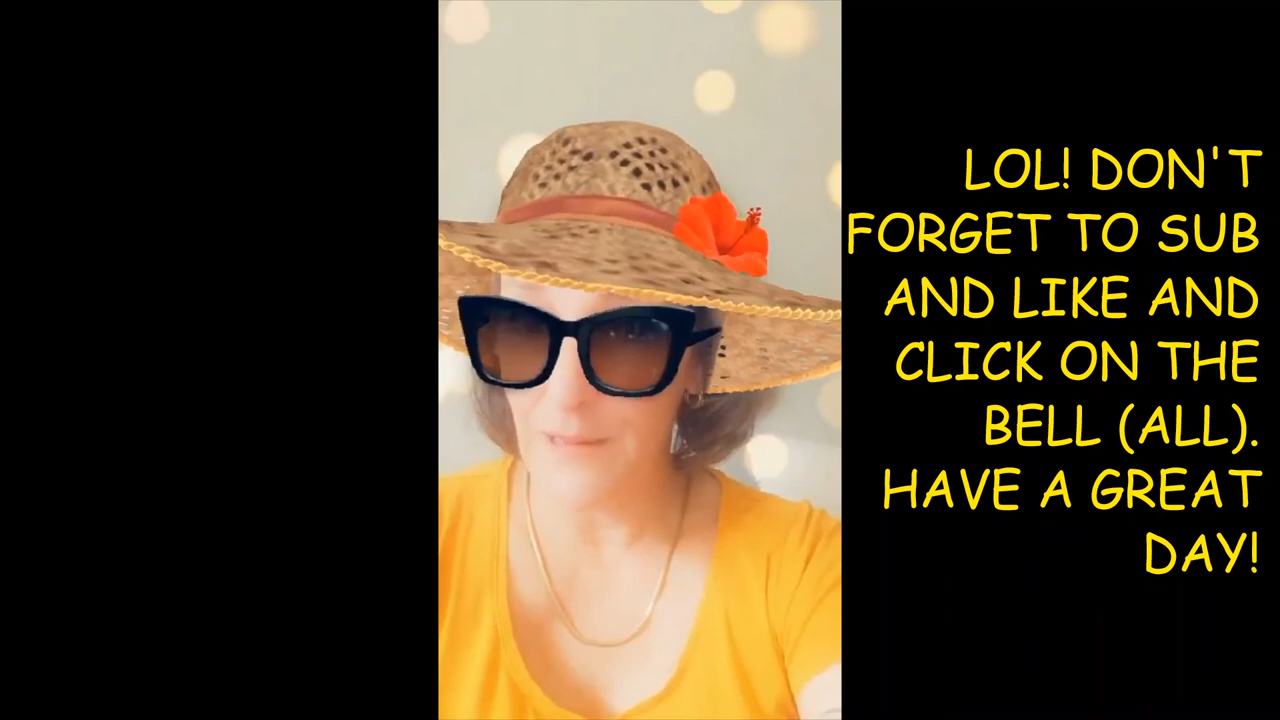 LOL! DON'T
FORGET TO SUB
AND LIKE AND
CLICK ON THE
BELL (ALL).
HAVE A GREAT
DAY!